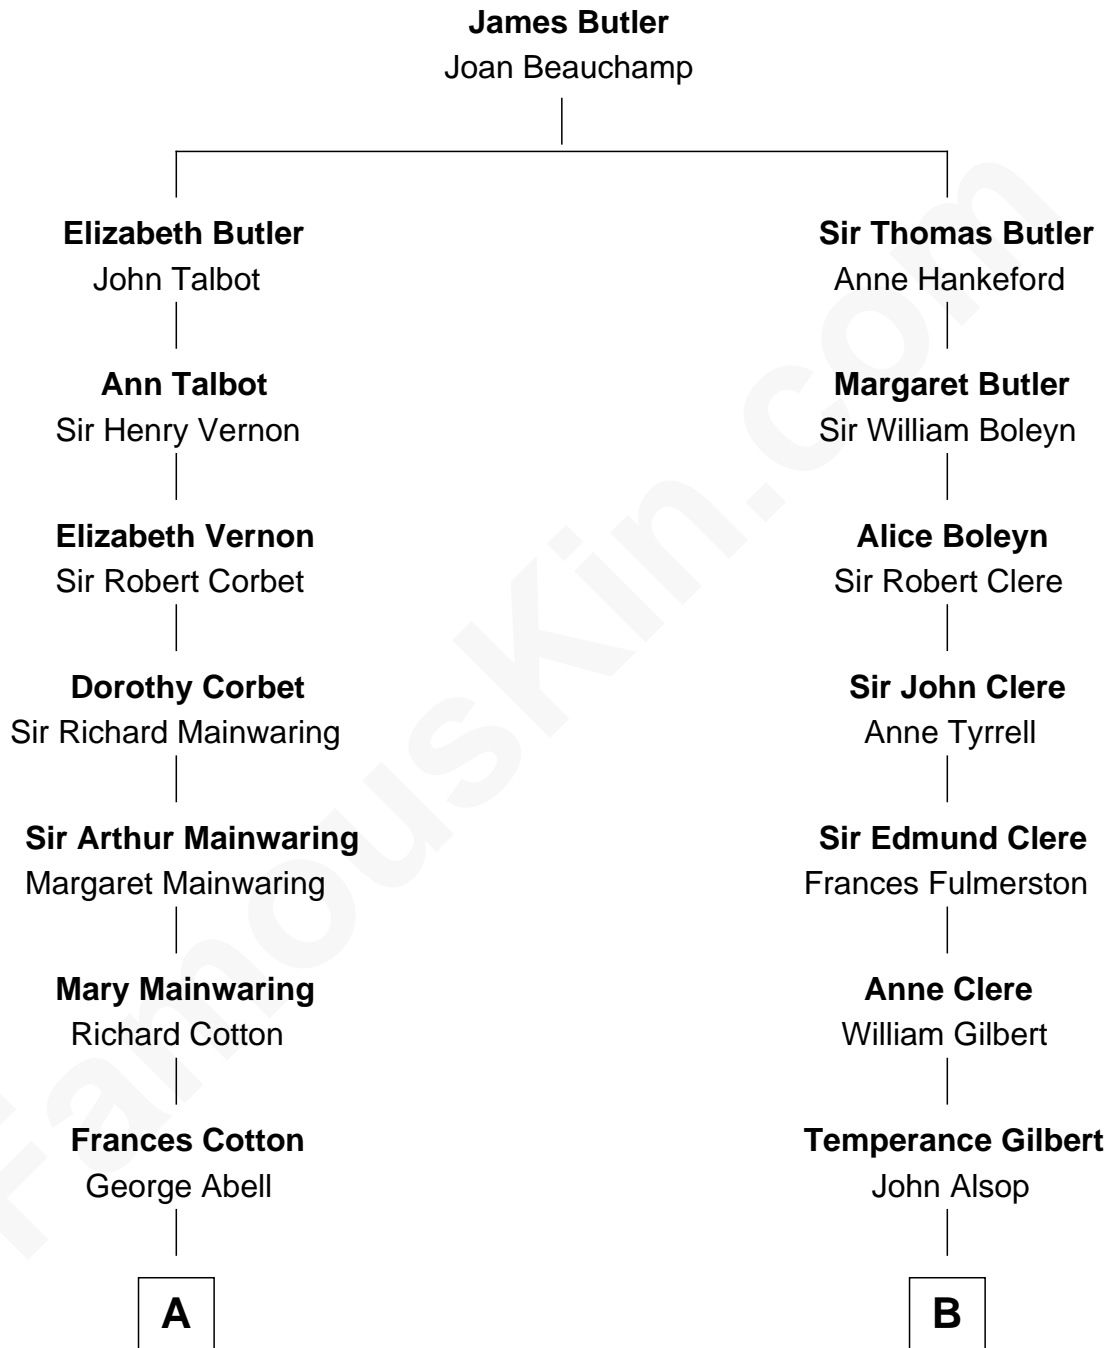 James Butler
Joan Beauchamp
Elizabeth Butler
John Talbot
Sir Thomas Butler
Anne Hankeford
Ann Talbot
Sir Henry Vernon
Margaret Butler
Sir William Boleyn
Elizabeth Vernon
Sir Robert Corbet
Alice Boleyn
Sir Robert Clere
Dorothy Corbet
Sir Richard Mainwaring
Sir John Clere
Anne Tyrrell
Sir Arthur Mainwaring
Margaret Mainwaring
Sir Edmund Clere
Frances Fulmerston
Mary Mainwaring
Richard Cotton
Anne Clere
William Gilbert
Frances Cotton
George Abell
Temperance Gilbert
John Alsop
A
B
FamousKin.com